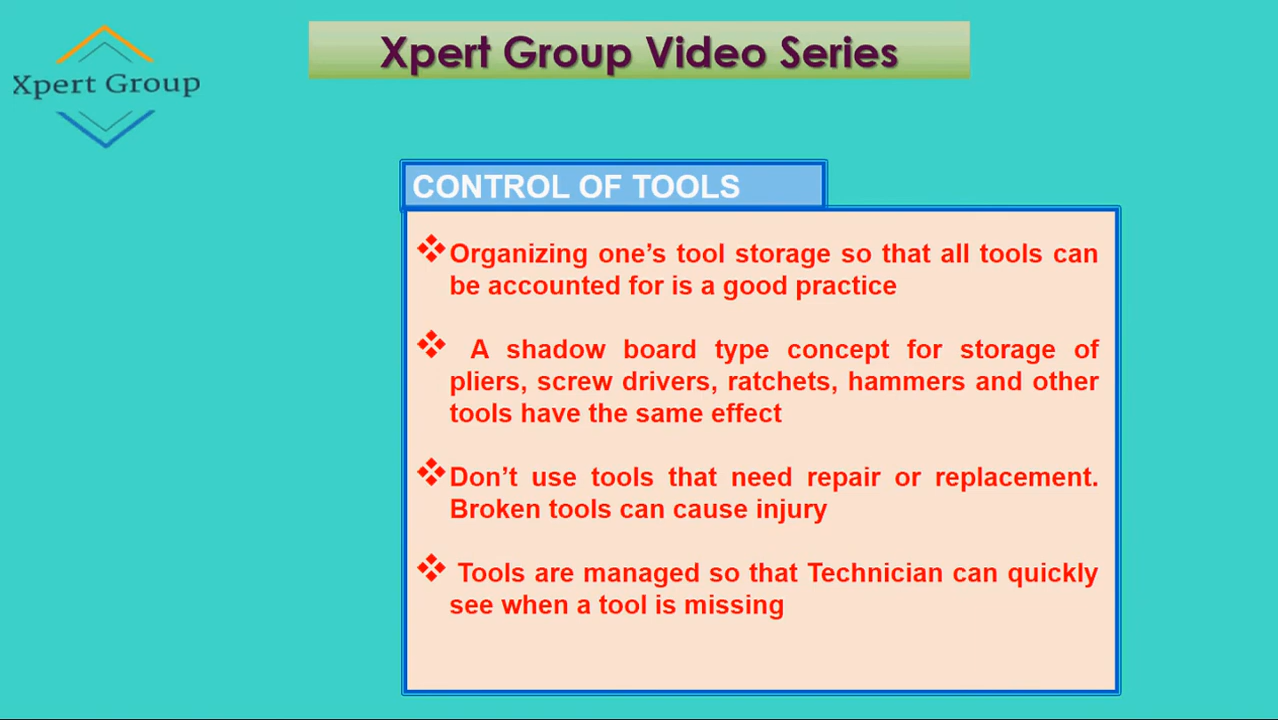 Xpert Group Video Series
Xpert Group
CONTROL OF TOOLS
❖Organizing one’s tool storage so that all tools can
be accounted for is a good practice
❖ A shadow board type concept for storage of
pliers, screw drivers, ratchets, hammers and other
tools have the same effect
❖Don’t use tools that need repair or replacement.
Broken tools can cause injury
❖ Tools are managed so that Technician can quickly
see when a tool is missing